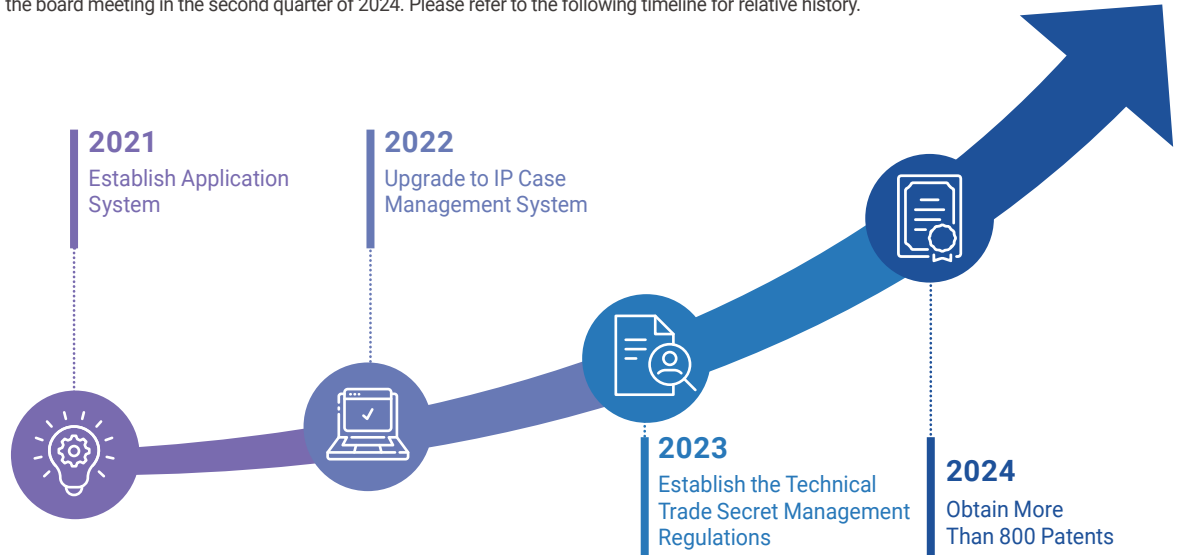 the board meeting in the second quarter of 2024. Please refer to the following timeline for relative history.
2021
Establish Application
System
2022
Upgrade to IP Case
Management System
2023
Establish the Technical
Trade Secret Management
Regulations
2024
Obtain More
Than 800 Patents